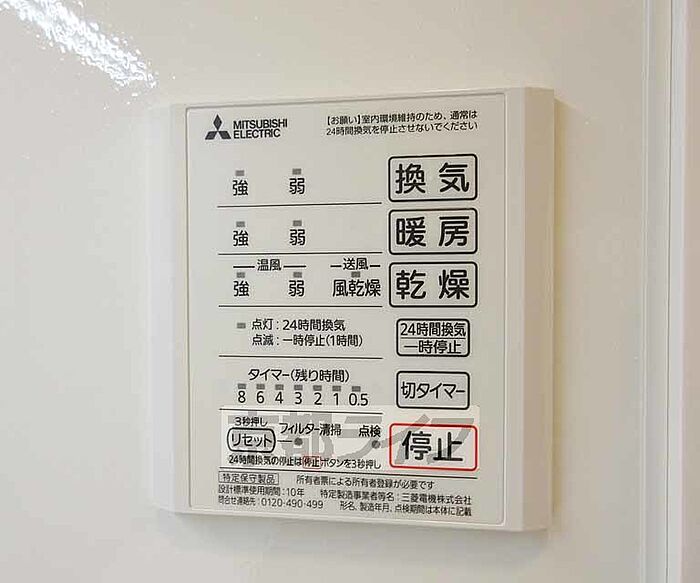 MITSUBISHI
ELECTRIC
【お願い】室内環境維持のため、通常は
24時間換気を停止させないでください
強 弱 換気
強 弱 暖房
温風 送風
強 弱 風乾燥 乾燥
点灯：24時間換気
点滅：一時停止(1時間)
24時間換気
一時停止
タイマー(残り時間)
8 6 4 3 2 1 0.5
切タイマー
3秒押し
リセット フィルター清掃 点検
停止
24時間換気の停止は停止ボタンを3秒押し
京都ライフ
特定保守製品 所有者票による所有者登録が必要です
設計標準使用期間：10年 特定製造事業者等名：三菱電機株式会社
問合せ連絡先：0120-490-499 形名、製造年月、点検期間は本体に記載